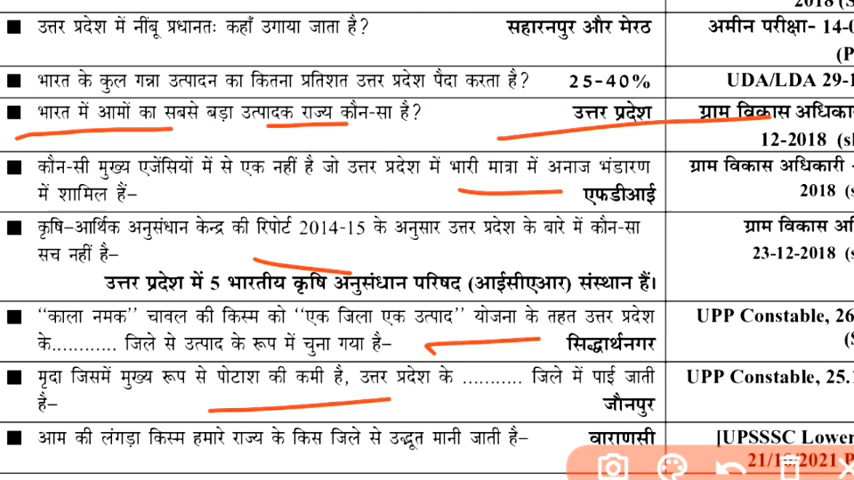 2018 (S
उत्तर प्रदेश में नींबू प्रधानतः कहाँ उगाया जाता है? सहारनपुर और मेरठ अमीन परीक्षा- 14-0
(P
भारत के कुल गन्ना उत्पादन का कितना प्रतिशत उत्तर प्रदेश पैदा करता है? 25-40% UDA/LDA 29-1
भारत में आमों का सबसे बड़ा उत्पादक राज्य कौन-सा है? उत्तर प्रदेश ग्राम विकास अधिका
12-2018 (sl
कौन-सी मुख्य एजेंसियों में से एक नहीं है जो उत्तर प्रदेश में भारी मात्रा में अनाज भंडारण ग्राम विकास अधिकारी -
में शामिल हैं– एफडीआई 2018 (s
कृषि–आर्थिक अनुसंधान केन्द्र की रिपोर्ट 2014-15 के अनुसार उत्तर प्रदेश के बारे में कौन-सा ग्राम विकास अ
सच नहीं है– 23-12-2018 (s
उत्तर प्रदेश में 5 भारतीय कृषि अनुसंधान परिषद (आईसीएआर) संस्थान हैं।
"काला नमक" चावल की किस्म को "एक जिला एक उत्पाद" योजना के तहत उत्तर प्रदेश UPP Constable, 26
के............ जिले से उत्पाद के रूप में चुना गया है– सिद्धार्थनगर (S
मृदा जिसमें मुख्य रूप से पोटाश की कमी है, उत्तर प्रदेश के ........... जिले में पाई जाती UPP Constable, 25.
है– जौनपुर
आम की लंगड़ा किस्म हमारे राज्य के किस जिले से उद्भूत मानी जाती है– वाराणसी [UPSSSC Lower
21/10/2021 P